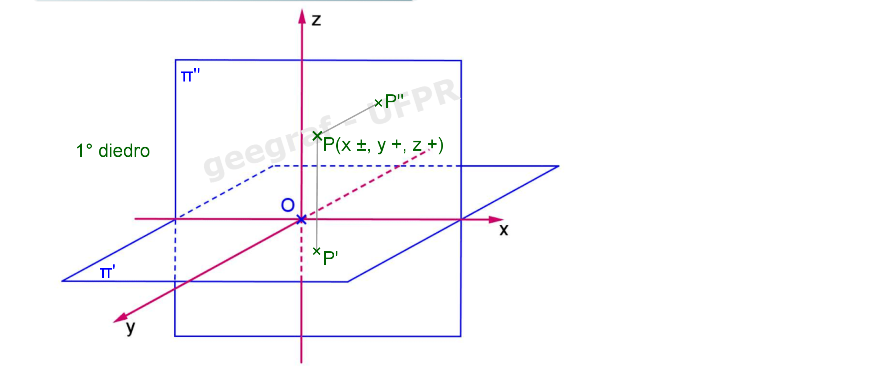 z
π"
P"
geegraf - UFPR
P(x ±, y +, z +)
1° diedro
O
x
P'
π'
y